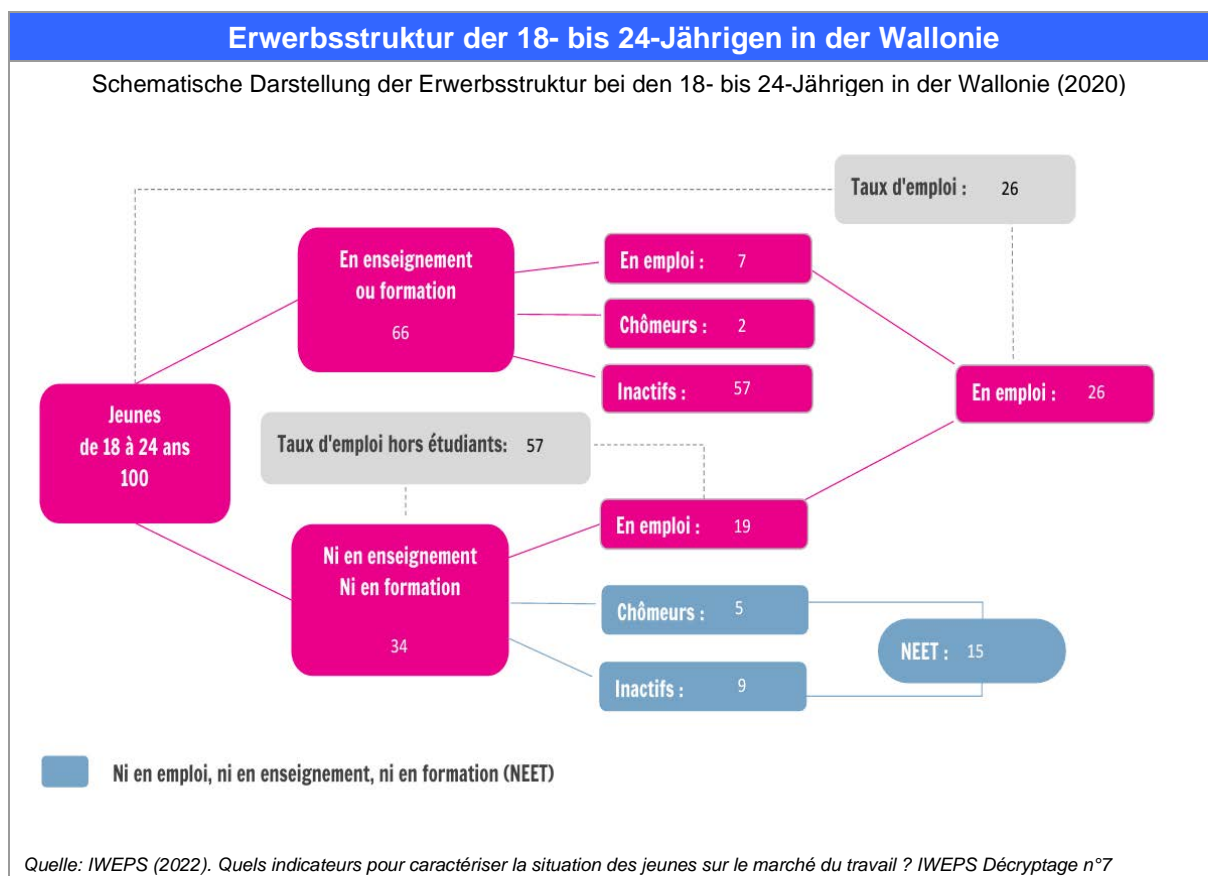 Erwerbsstruktur der 18- bis 24-Jährigen in der Wallonie
Schematische Darstellung der Erwerbsstruktur bei den 18- bis 24-Jährigen in der Wallonie (2020)
Taux d'emploi : 26
En enseignement
ou formation
66
En emploi : 7
Chômeurs : 2
Inactifs : 57
Jeunes
de 18 à 24 ans
100
En emploi : 26
Taux d'emploi hors étudiants: 57
Ni en enseignement
Ni en formation
34
En emploi : 19
Chômeurs : 5
Inactifs : 9
NEET : 15
Ni en emploi, ni en enseignement, ni en formation (NEET)
Quelle: IWEPS (2022). Quels indicateurs pour caractériser la situation des jeunes sur le marché du travail ? IWEPS Décryptage n°7